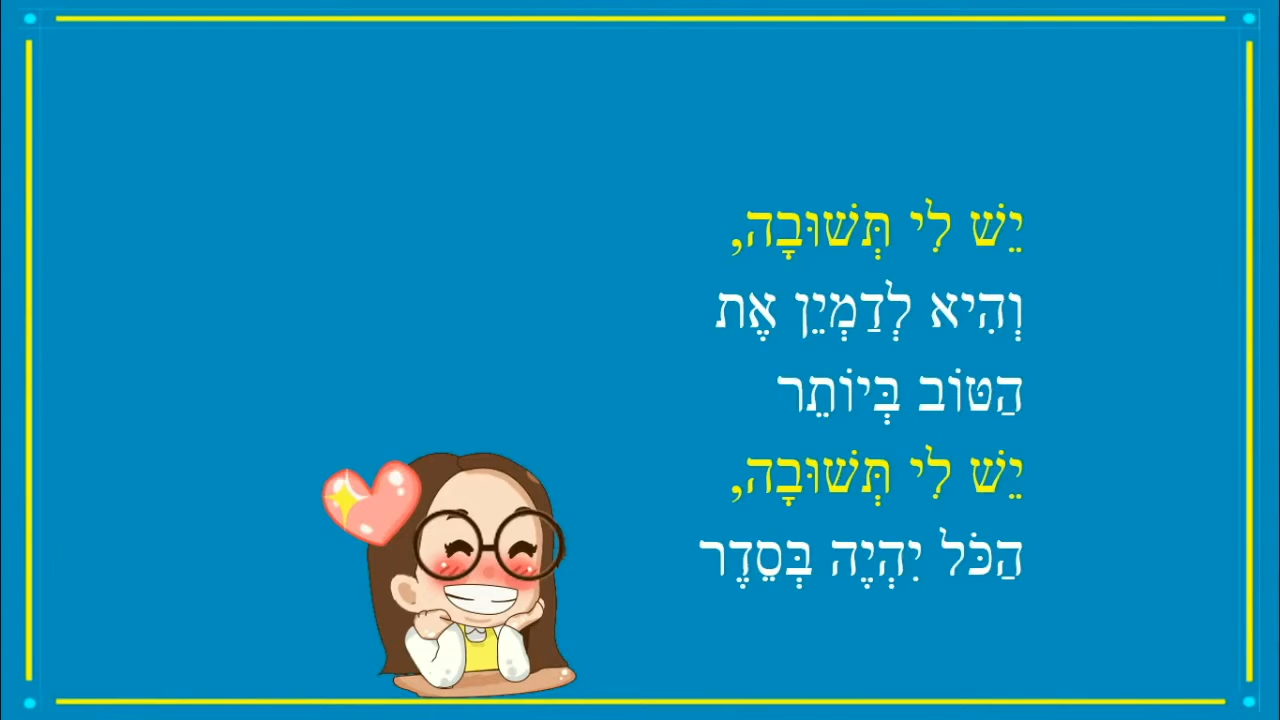 יֵשׁ לִי תְּשׁוּבָה,
וְהִיא לְדַמְיֵן אֶת
הַטּוֹב בְּיוֹתֵר
יֵשׁ לִי תְּשׁוּבָה,
הַכֹּל יִהְיֶה בְּסֵדֶר